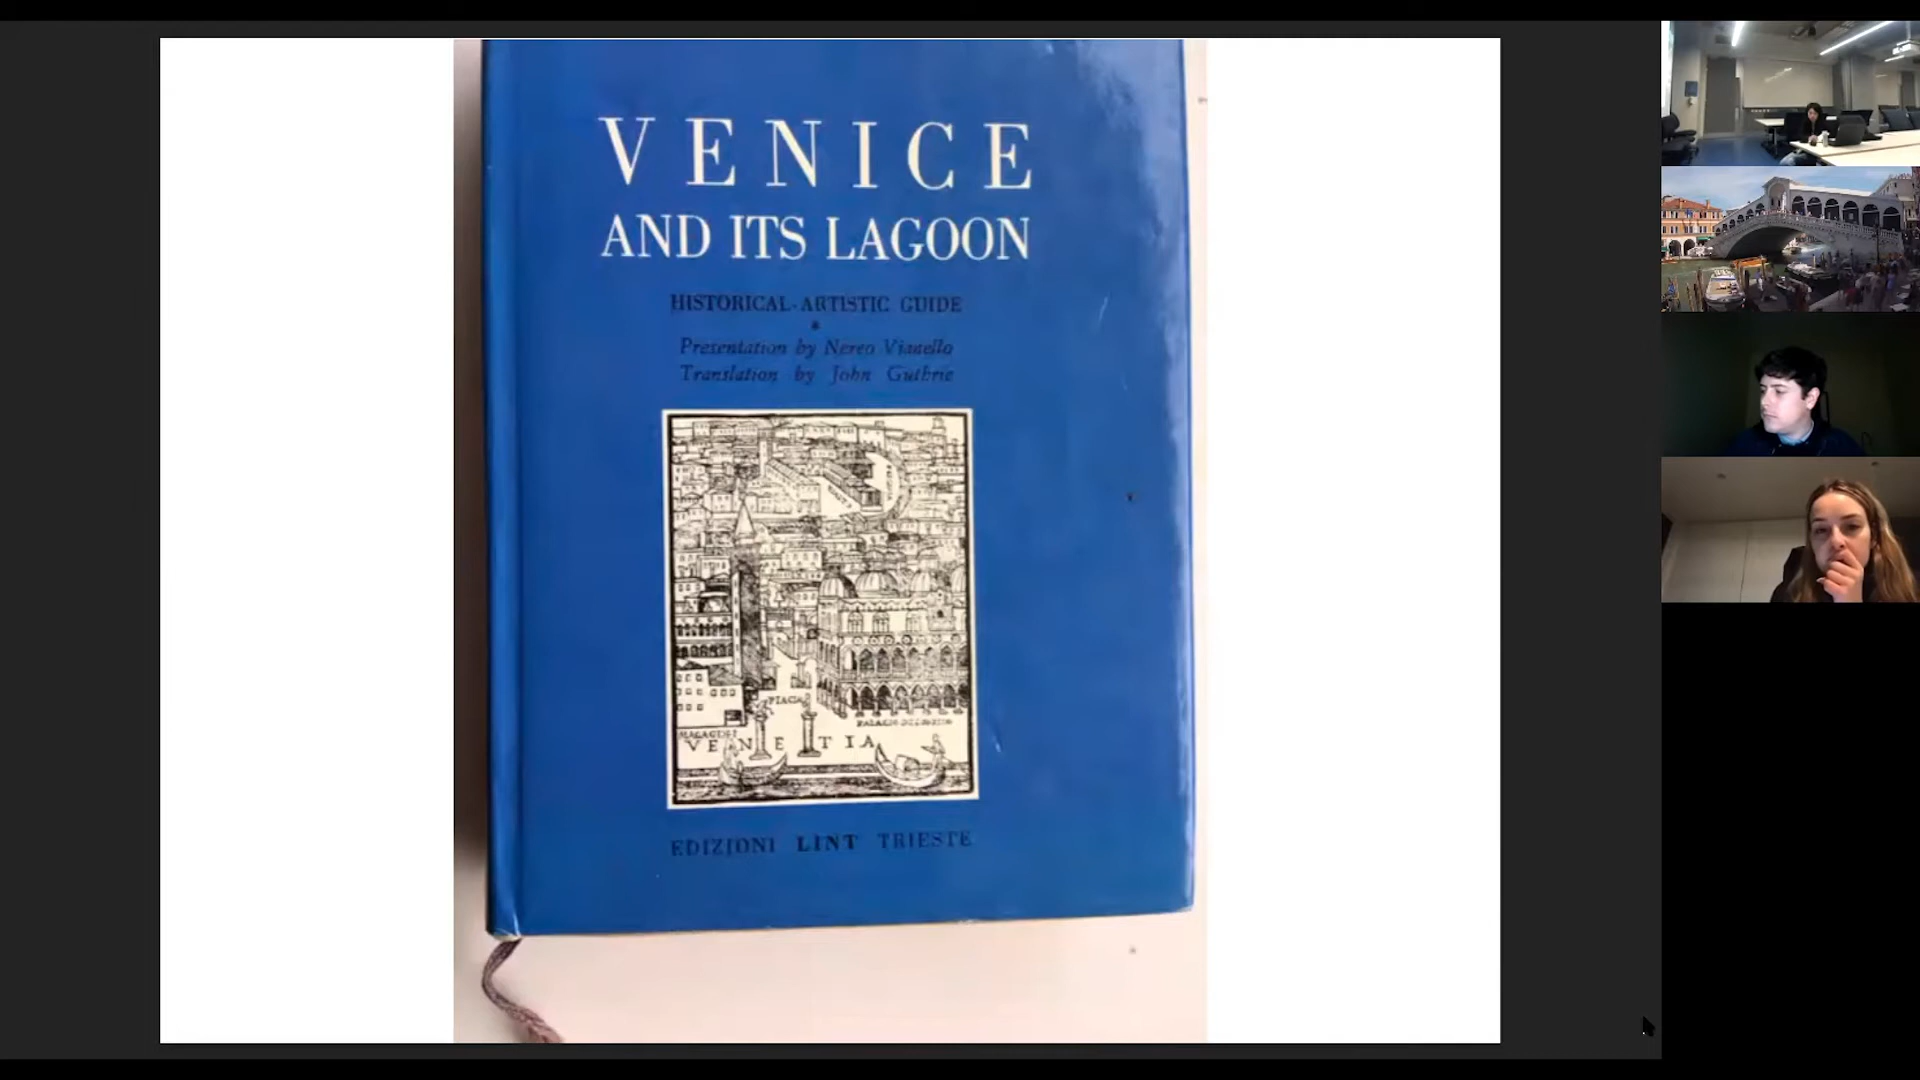 VENICE
AND ITS LAGOON
HISTORICAL-ARTISTIC GUIDE
Presentation by Nereo Vianello
Translation by John Guthrie
PIACA
VENETIA
EDIZIONI LINT TRIESTE